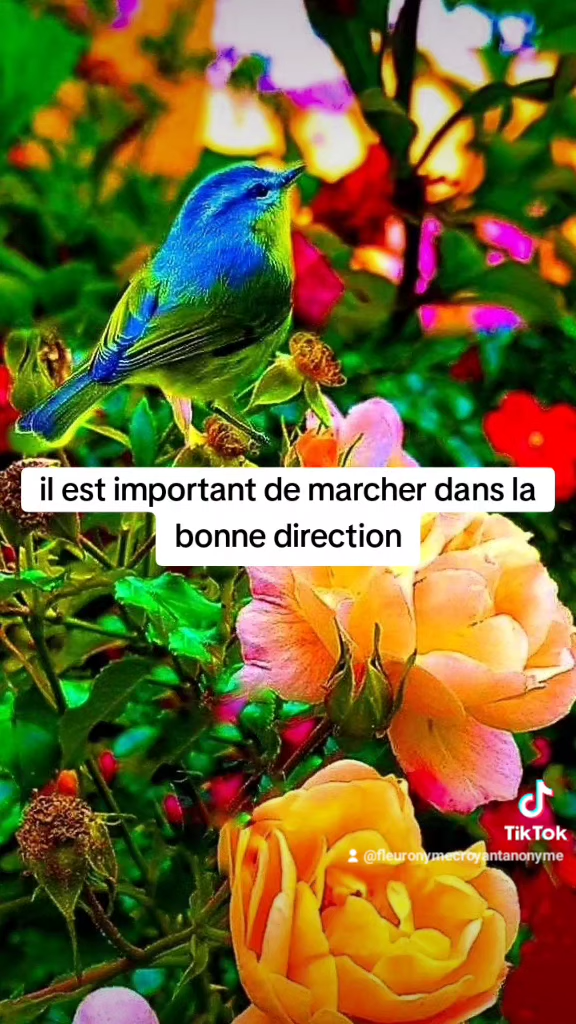 il est important de marcher dans la
bonne direction
TikTok
@fleuronymecroyantanonyme